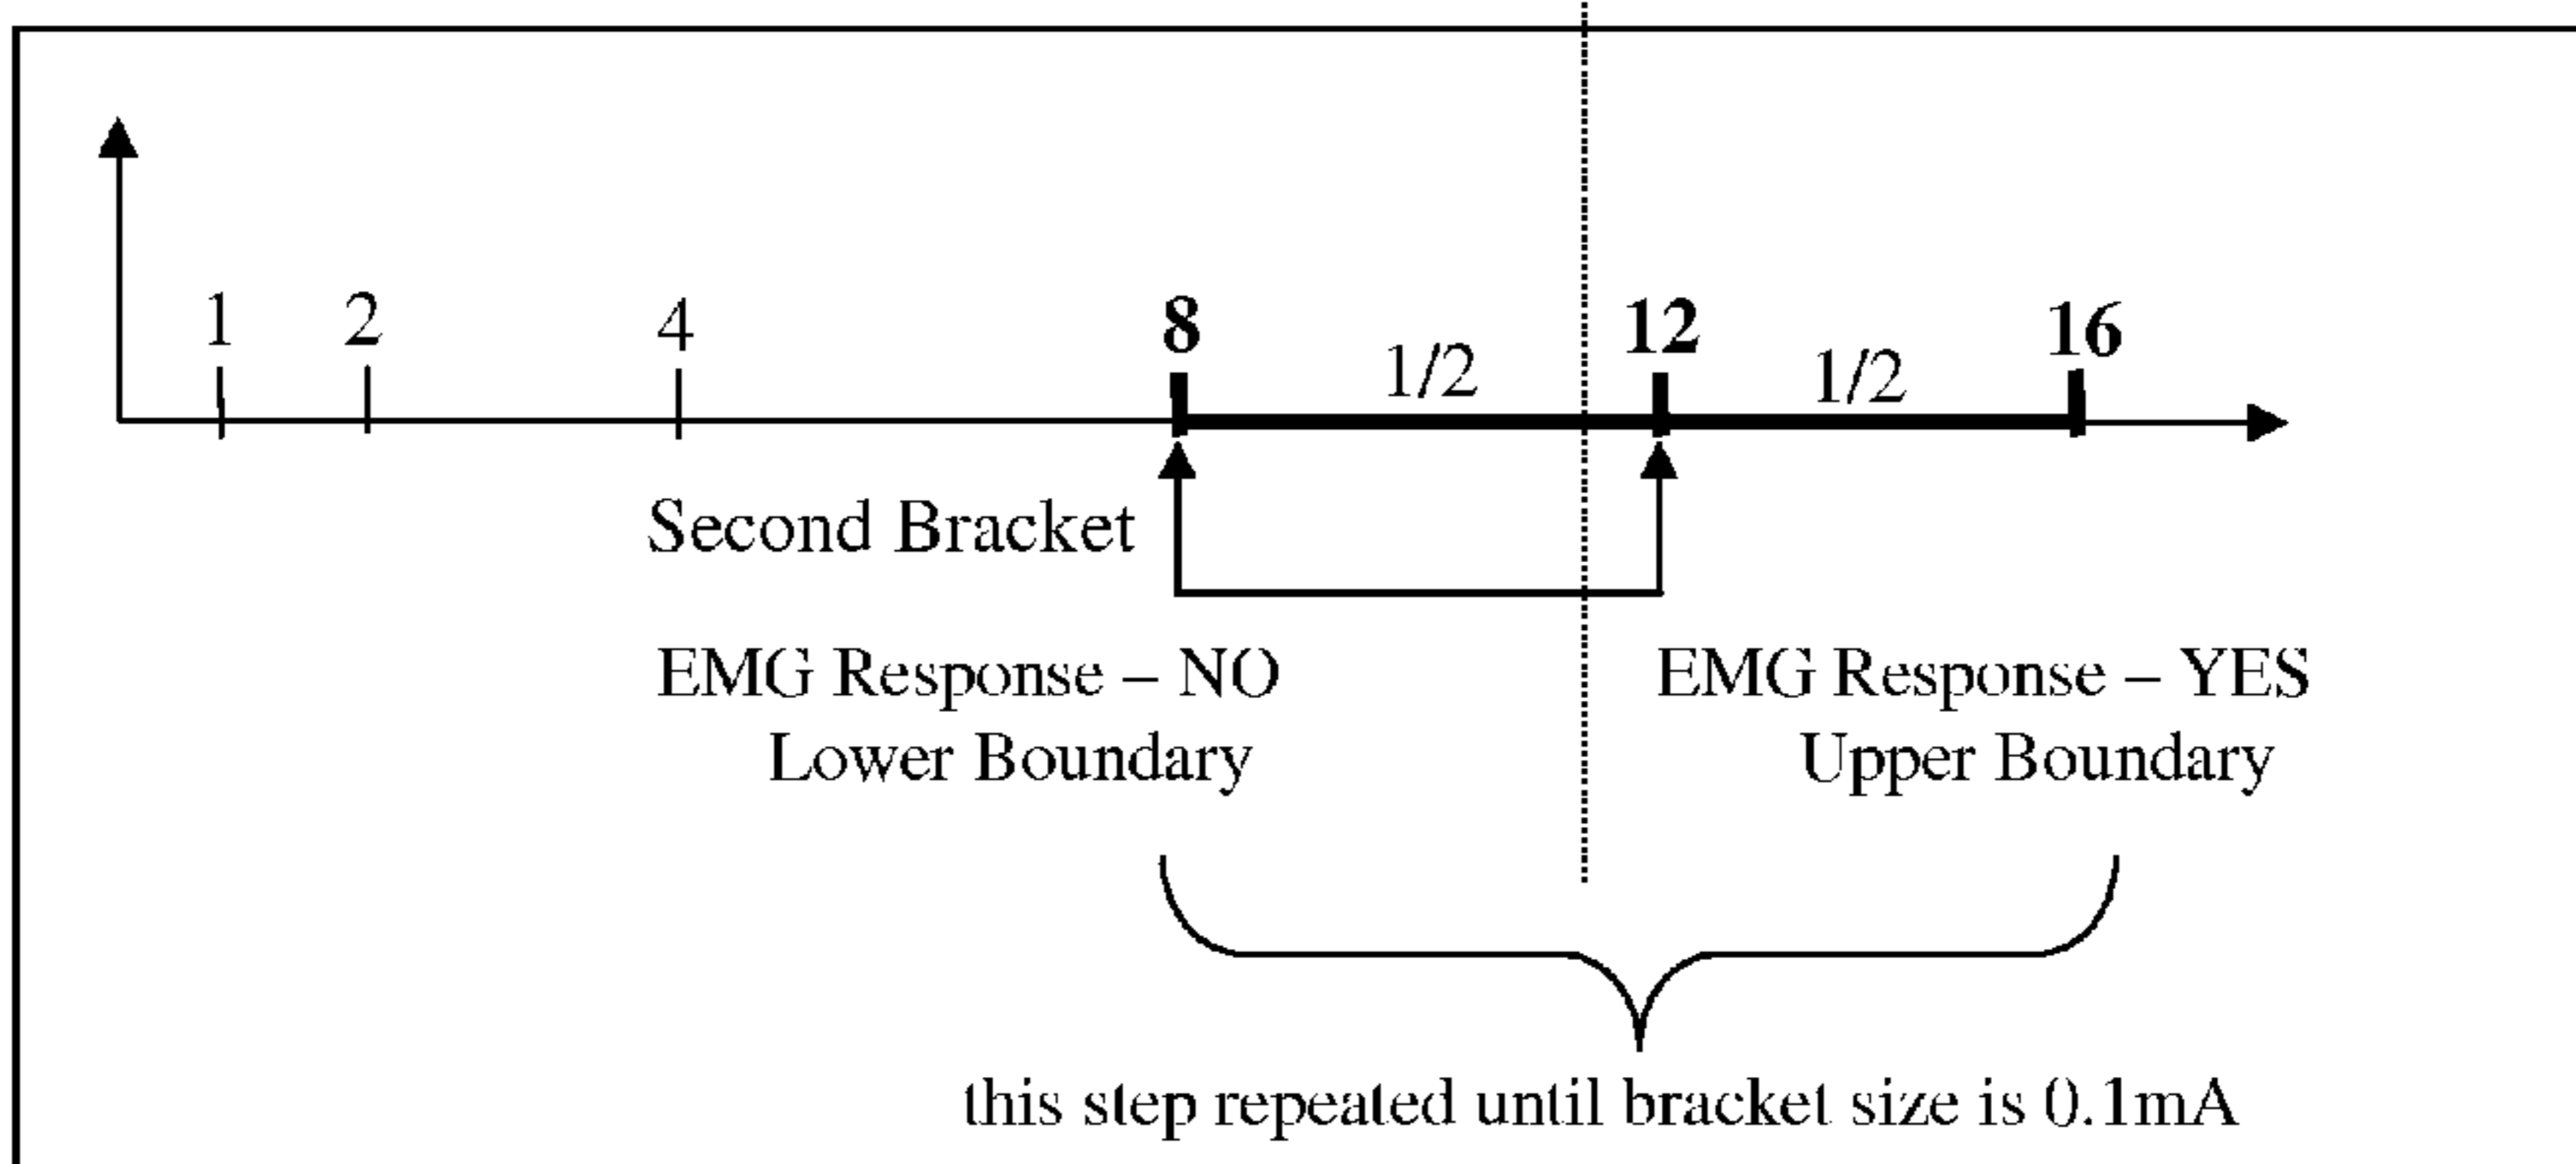 1 2 4 8 12 16
1/2 1/2
Second Bracket
EMG Response – NO EMG Response – YES
Lower Boundary Upper Boundary
this step repeated until bracket size is 0.1mA